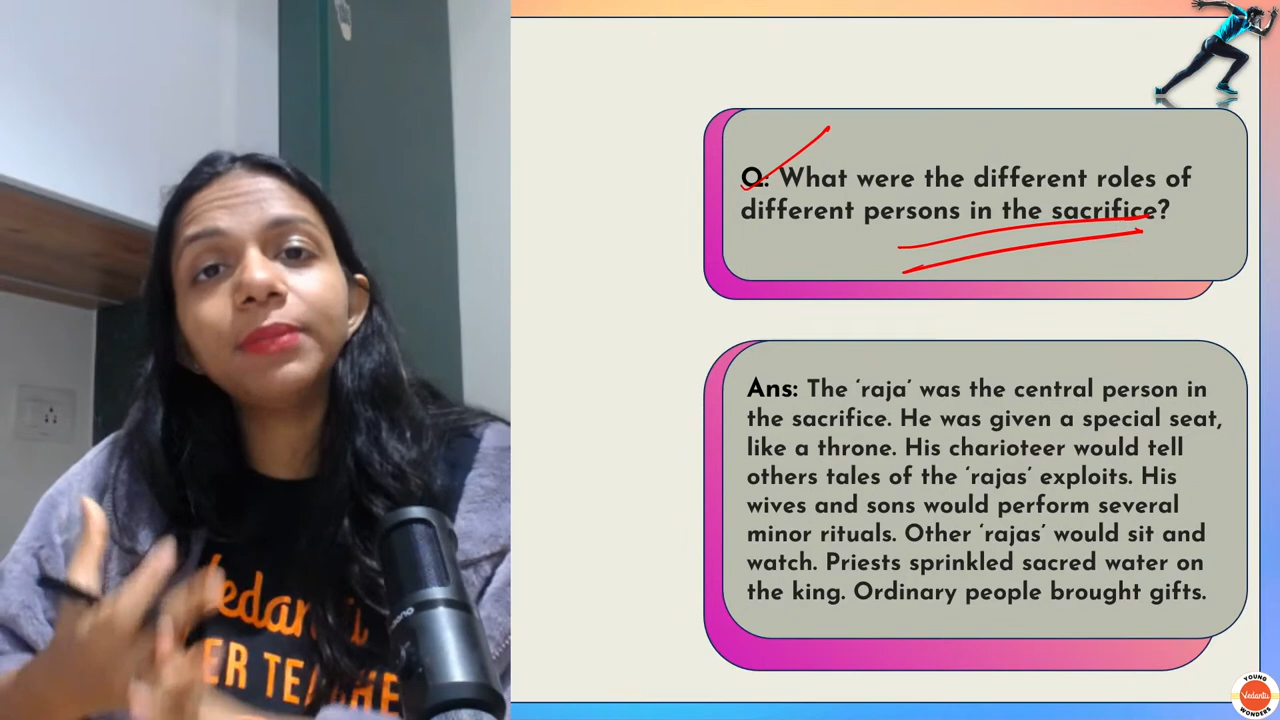 Q: What were the different roles of
different persons in the sacrifice?
Ans: The ‘raja’ was the central person in
the sacrifice. He was given a special seat,
like a throne. His charioteer would tell
others tales of the ‘rajas’ exploits. His
wives and sons would perform several
minor rituals. Other ‘rajas’ would sit and
watch. Priests sprinkled sacred water on
the king. Ordinary people brought gifts.
YOUNG
Vedantu
WONDERS